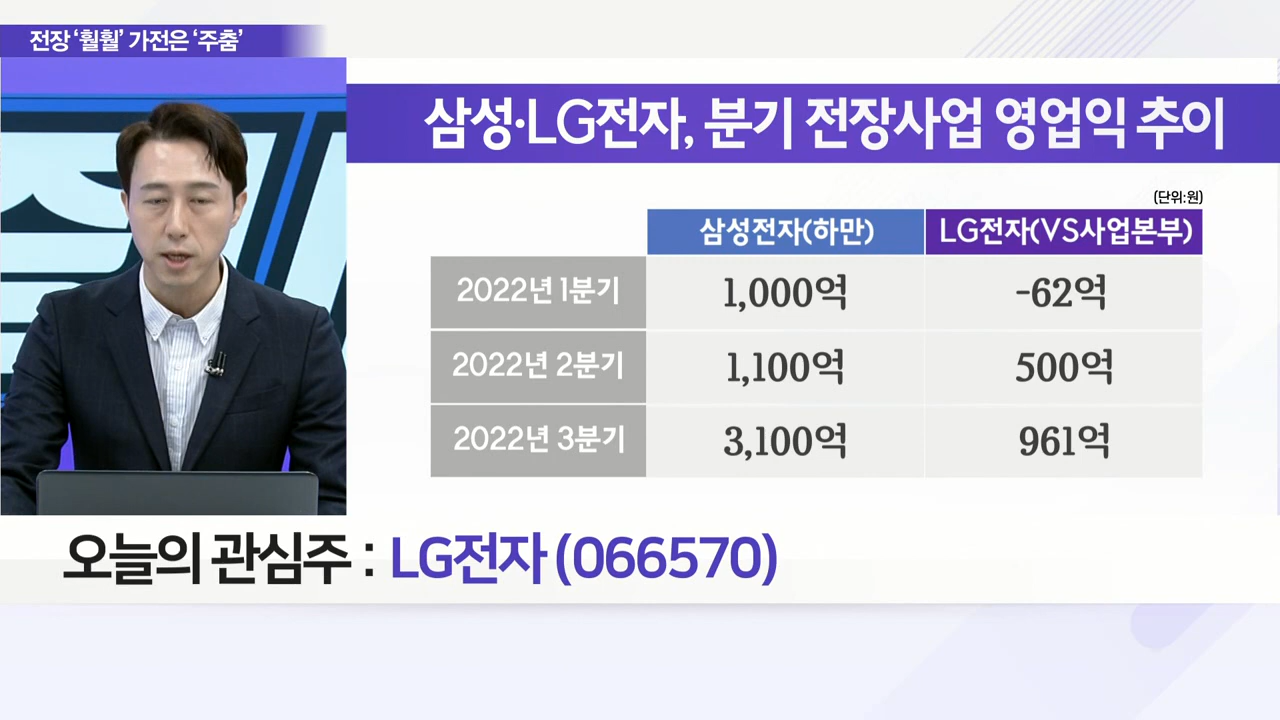 전장 ‘훨훨’ 가전은 ‘주춤’
삼성·LG전자, 분기 전장사업 영업익 추이
(단위:원)
삼성전자(하만) LG전자(VS사업본부)
2022년 1분기 1,000억 -62억
2022년 2분기 1,100억 500억
2022년 3분기 3,100억 961억
오늘의 관심주 : LG전자 (066570)